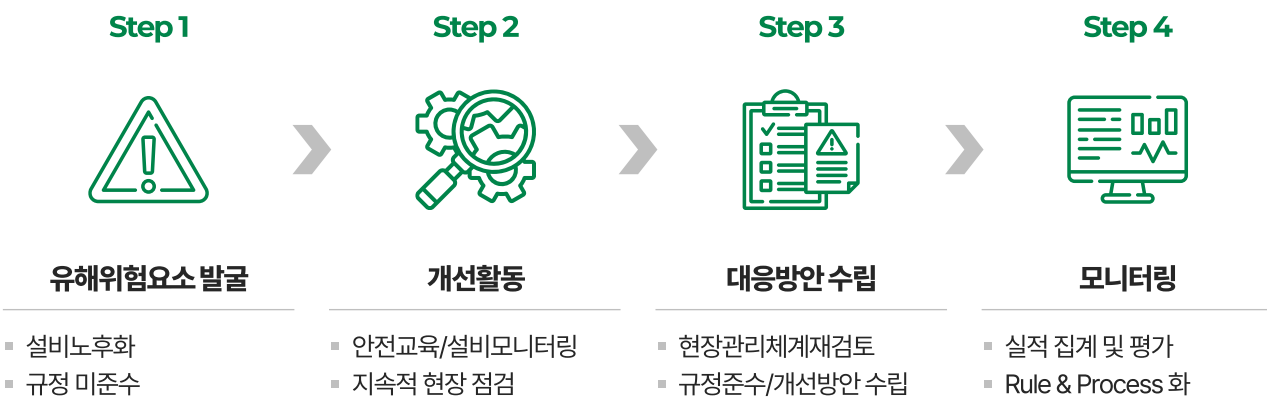 Step 1
Step 2
Step 3
Step 4
유해위험요소 발굴
설비노후화
규정 미준수
개선활동
안전교육/설비모니터링
지속적 현장 점검
대응방안 수립
현장관리체계재검토
규정준수/개선방안 수립
모니터링
실적 집계 및 평가
Rule & Process 화